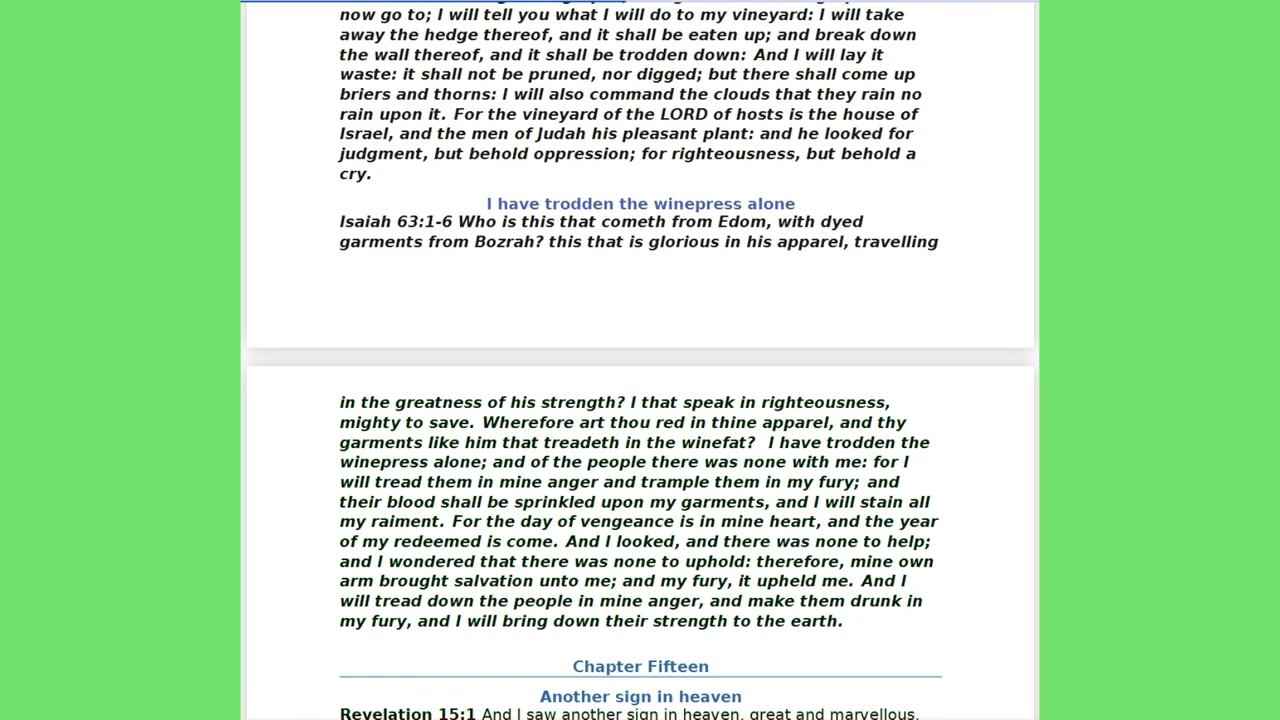 now go to; I will tell you what I will do to my vineyard: I will take
away the hedge thereof, and it shall be eaten up; and break down
the wall thereof, and it shall be trodden down: And I will lay it
waste: it shall not be pruned, nor digged; but there shall come up
briers and thorns: I will also command the clouds that they rain no
rain upon it. For the vineyard of the LORD of hosts is the house of
Israel, and the men of Judah his pleasant plant: and he looked for
judgment, but behold oppression; for righteousness, but behold a
cry.
I have trodden the winepress alone
Isaiah 63:1-6 Who is this that cometh from Edom, with dyed
garments from Bozrah? this that is glorious in his apparel, travelling
in the greatness of his strength? I that speak in righteousness,
mighty to save. Wherefore art thou red in thine apparel, and thy
garments like him that treadeth in the winefat? I have trodden the
winepress alone; and of the people there was none with me: for I
will tread them in mine anger and trample them in my fury; and
their blood shall be sprinkled upon my garments, and I will stain all
my raiment. For the day of vengeance is in mine heart, and the year
of my redeemed is come. And I looked, and there was none to help;
and I wondered that there was none to uphold: therefore, mine own
arm brought salvation unto me; and my fury, it upheld me. And I
will tread down the people in mine anger, and make them drunk in
my fury, and I will bring down their strength to the earth.
Chapter Fifteen
Another sign in heaven
Revelation 15:1 And I saw another sign in heaven, great and marvellous,